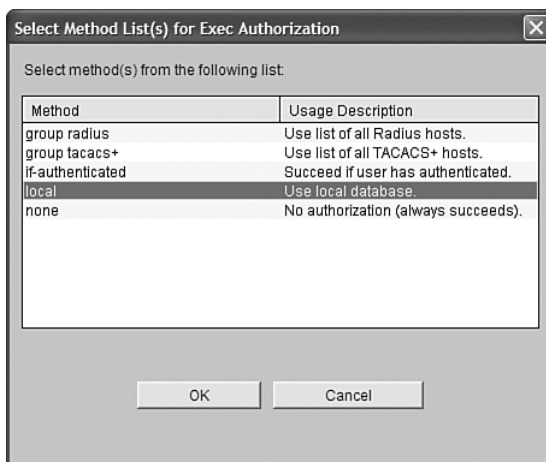 Select Method List(s) for Exec Authorization
Select method(s) from the following list:
Method Usage Description
group radius Use list of all Radius hosts.
group tacacs+ Use list of all TACACS+ hosts.
if-authenticated Succeed if user has authenticated.
local Use local database.
none No authorization (always succeeds).
OK Cancel